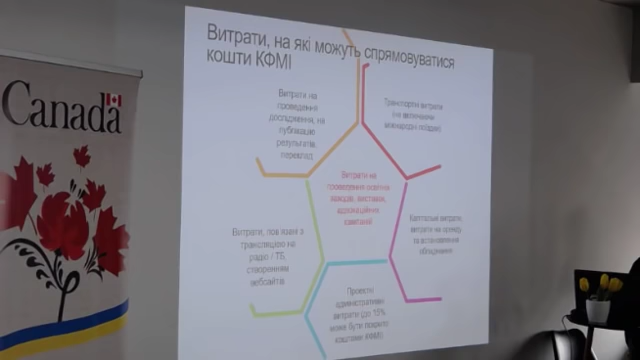 Canada
Витрати, на які можуть спрямовуватися
кошти КФМІ
Витрати на
проведення
дослідження, на
публікацію
результатів,
переклад
Транспортні витрати
(не включаючи
міжнародні поїздки)
Витрати на
проведення освітніх
заходів, виставок,
адвокаційних
кампаній
Витрати, пов'язані з
трансляцією на
радіо / ТБ,
створенням
вебсайтів
Капітальні витрати,
витрати на оренду
та встановлення
обладнання
Проектні
адміністративні
витрати (до 15%
може бути покрито
коштами КФМІ)